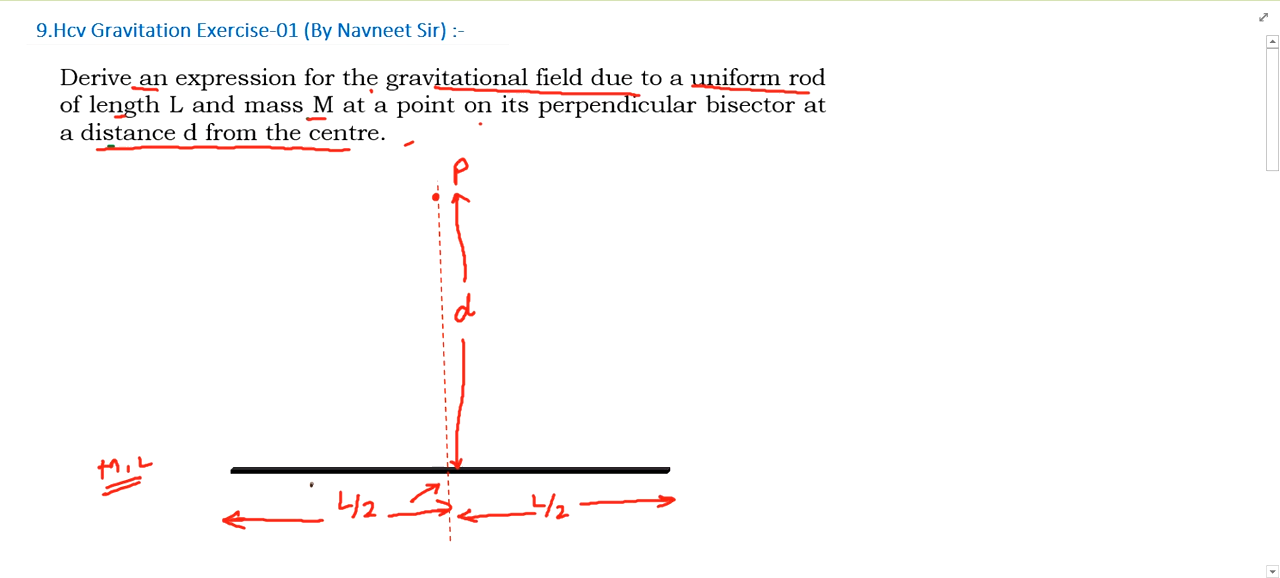 9.Hcv Gravitation Exercise-01 (By Navneet Sir) :-
Derive an expression for the gravitational field due to a uniform rod
of length L and mass M at a point on its perpendicular bisector at
a distance d from the centre.
P
d
M, L
L/2
L/2